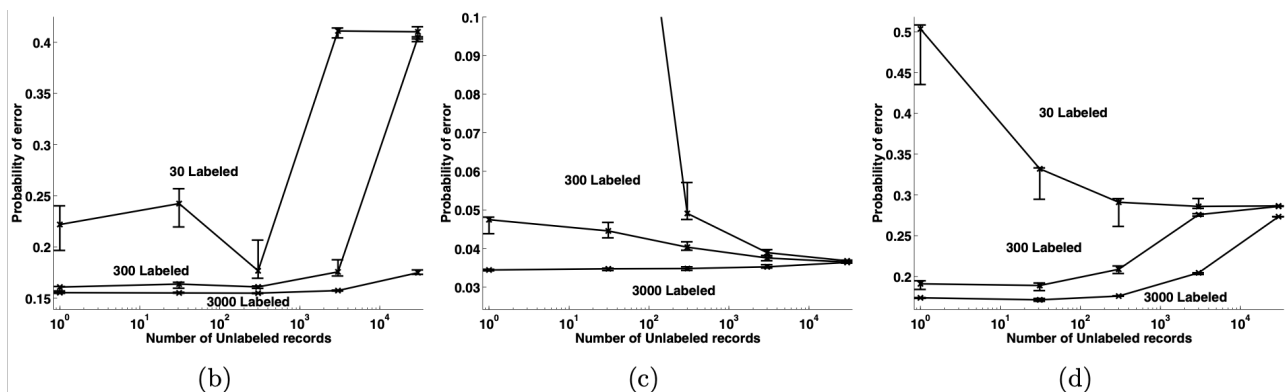 Probability of error
0.4
0.35
0.3
0.25
0.2
0.15
30 Labeled
300 Labeled
3000 Labeled
10^0
10^1
10^2
10^3
10^4
Number of Unlabeled records
(b)
Probability of error
0.1
0.09
0.08
0.07
0.06
0.05
0.04
0.03
300 Labeled
3000 Labeled
10^0
10^1
10^2
10^3
10^4
Number of Unlabeled records
(c)
Probability of error
0.5
0.45
0.4
0.35
0.3
0.25
0.2
30 Labeled
300 Labeled
3000 Labeled
10^0
10^1
10^2
10^3
10^4
Number of Unlabeled records
(d)